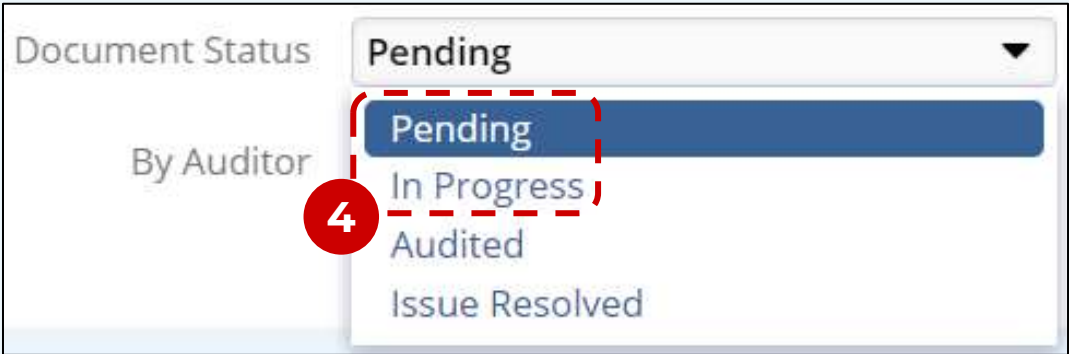 Document Status
Pending
Pending
By Auditor
In Progress
4
Audited
Issue Resolved